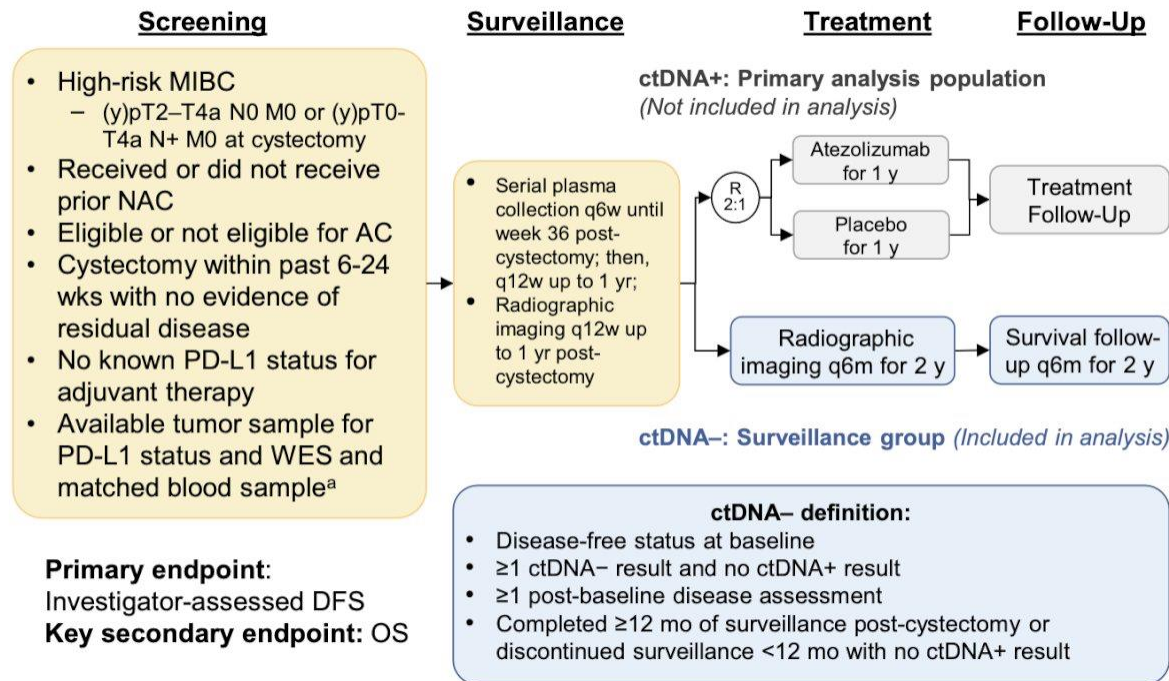 Screening
Surveillance
Treatment
Follow-Up
• High-risk MIBC
– (y)pT2–T4a N0 M0 or (y)pT0-
T4a N+ M0 at cystectomy
• Received or did not receive
prior NAC
• Eligible or not eligible for AC
• Cystectomy within past 6-24
wks with no evidence of
residual disease
• No known PD-L1 status for
adjuvant therapy
• Available tumor sample for
PD-L1 status and WES and
matched blood sampleᵃ
• Serial plasma
collection q6w until
week 36 post-
cystectomy; then,
q12w up to 1 yr;
• Radiographic
imaging q12w up
to 1 yr post-
cystectomy
ctDNA+: Primary analysis population
(Not included in analysis)
R
2:1
Atezolizumab
for 1 y
Placebo
for 1 y
Treatment
Follow-Up
Radiographic
imaging q6m for 2 y
Survival follow-
up q6m for 2 y
ctDNA–: Surveillance group (Included in analysis)
ctDNA– definition:
• Disease-free status at baseline
• ≥1 ctDNA− result and no ctDNA+ result
• ≥1 post-baseline disease assessment
• Completed ≥12 mo of surveillance post-cystectomy or
discontinued surveillance <12 mo with no ctDNA+ result
Primary endpoint:
Investigator-assessed DFS
Key secondary endpoint: OS